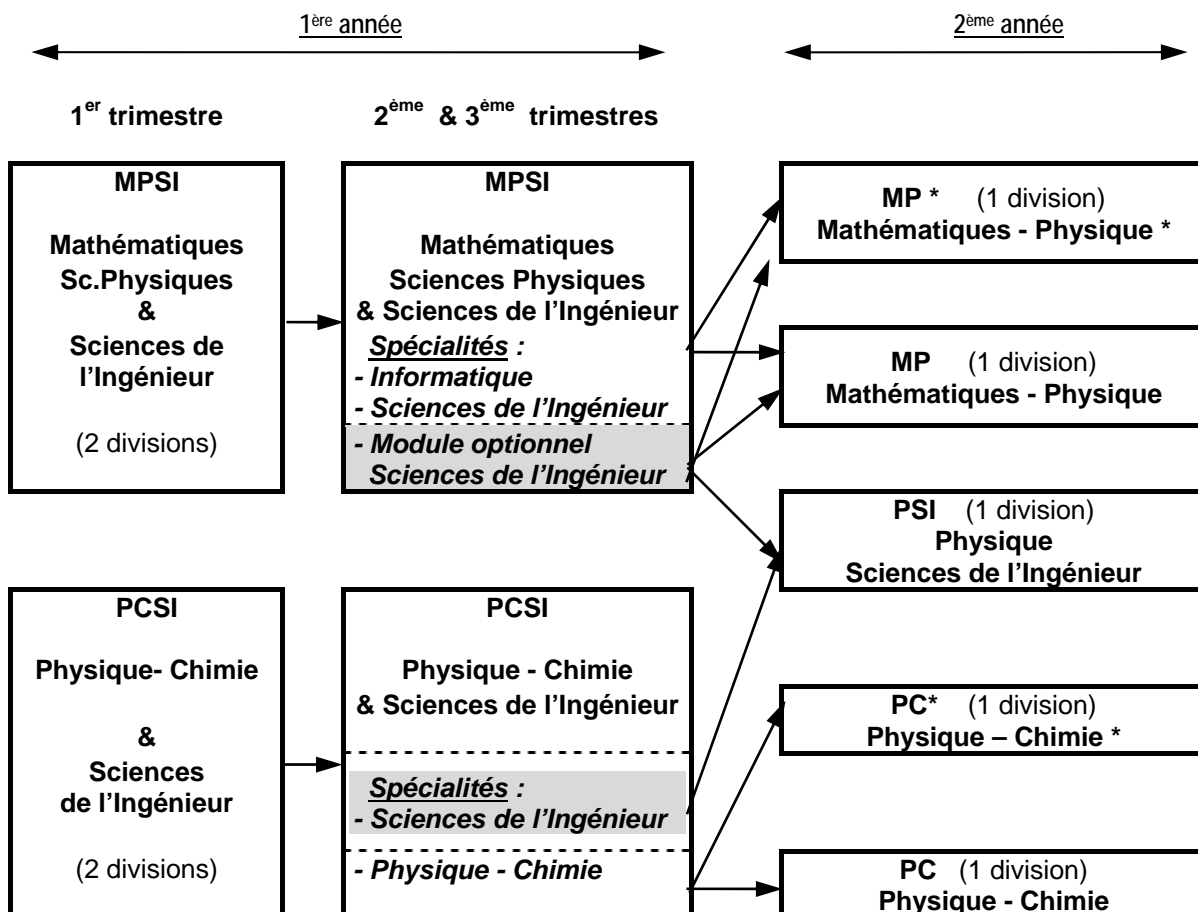 1ère année
2ème année
1er trimestre
2ème & 3ème trimestres
MPSI
Mathématiques
Sc.Physiques
&
Sciences de
l'Ingénieur
(2 divisions)
MPSI
Mathématiques
Sciences Physiques
& Sciences de l'Ingénieur
Spécialités :
- Informatique
- Sciences de l'Ingénieur
- Module optionnel
Sciences de l'Ingénieur
MP * (1 division)
Mathématiques - Physique *
MP (1 division)
Mathématiques - Physique
PSI (1 division)
Physique
Sciences de l'Ingénieur
PCSI
Physique- Chimie
&
Sciences
de l'Ingénieur
(2 divisions)
PCSI
Physique - Chimie
& Sciences de l'Ingénieur
Spécialités :
- Sciences de l'Ingénieur
- Physique - Chimie
PC* (1 division)
Physique – Chimie *
PC (1 division)
Physique - Chimie